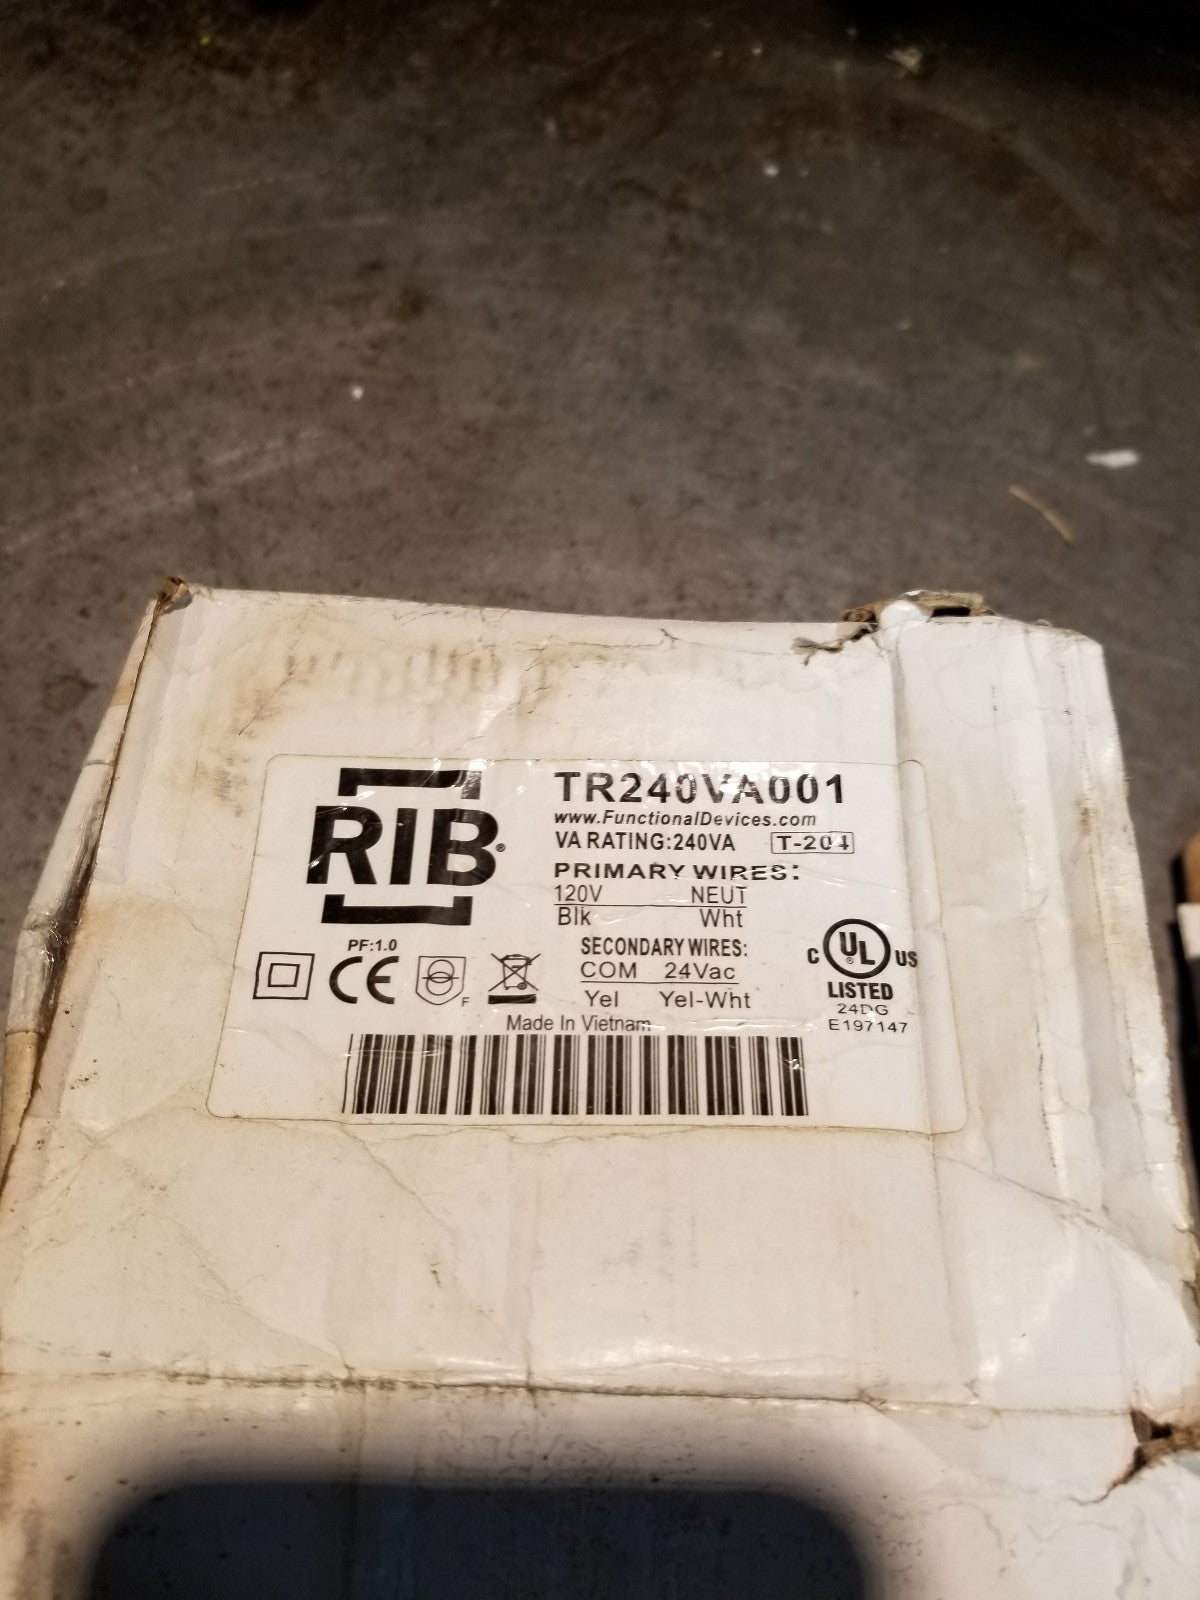 RIB®
TR240VA001
www.FunctionalDevices.com
VA RATING:240VA T-204
PRIMARY WIRES:
120V NEUT
Blk Wht
PF:1.0
SECONDARY WIRES:
COM 24Vac
Yel Yel-Wht
CE
F
C UL® US
LISTED
24DG
E197147
Made In Vietnam